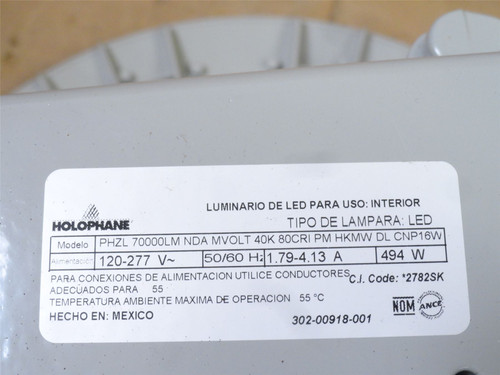 LUMINARIO DE LED PARA USO: INTERIOR
HOLOPHANE
TIPO DE LAMPARA: LED
Modelo PHZL 70000LM NDA MVOLT 40K 80CRI PM HKMW DL CNP16W
Alimentación 120-277 V~ 50/60 Hz 1.79-4.13 A 494 W
PARA CONEXIONES DE ALIMENTACION UTILICE CONDUCTORES
ADECUADOS PARA 55
C.I. Code: *2782SK
TEMPERATURA AMBIENTE MAXIMA DE OPERACION 55 °C
HECHO EN: MEXICO
302-00918-001
NOM ANCE